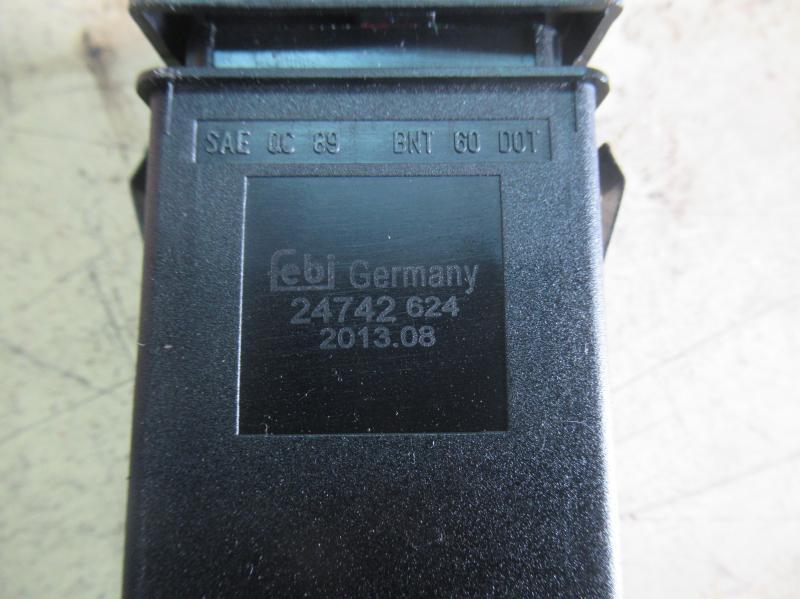 SAE QC 89 BNT 60 DOT
febi Germany
24742 624
2013.08